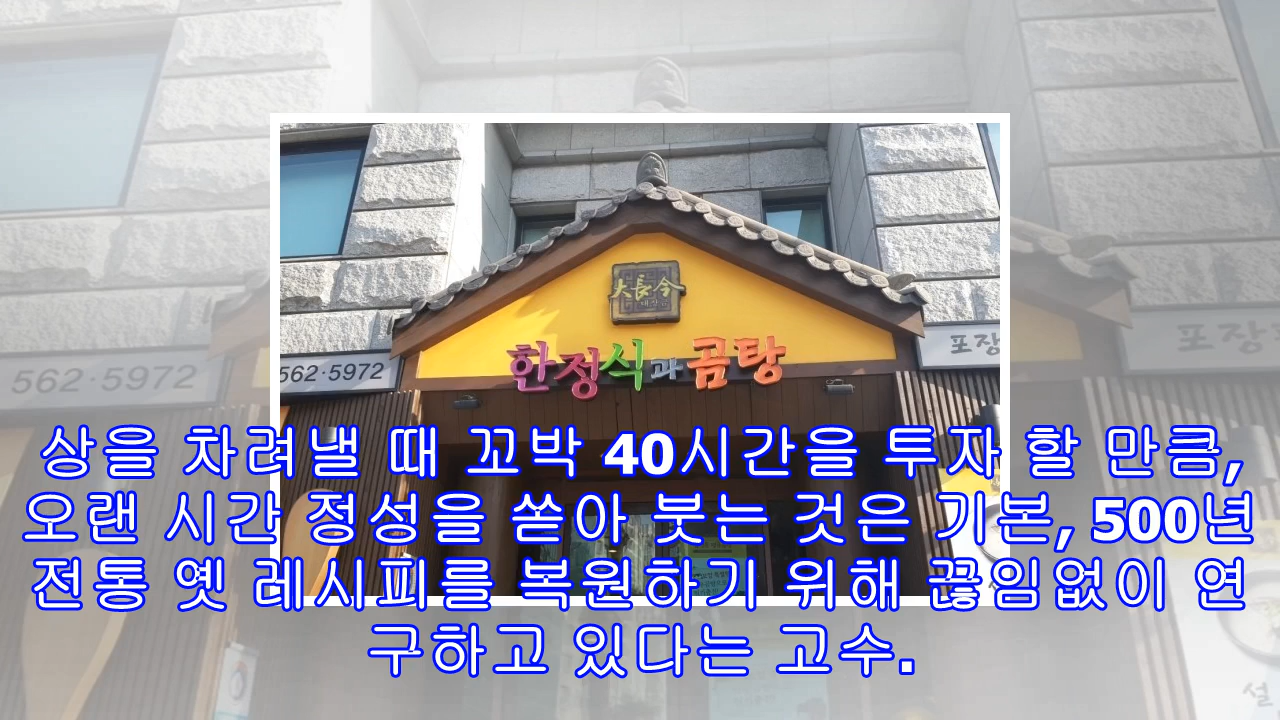 大長今
한정식과곰탕
562·5972
562·5972
포장
포장
상을 차려낼 때 꼬박 40시간을 투자 할 만큼,
오랜 시간 정성을 쏟아 붓는 것은 기본, 500년
전통 옛 레시피를 복원하기 위해 끊임없이 연
구하고 있다는 고수.